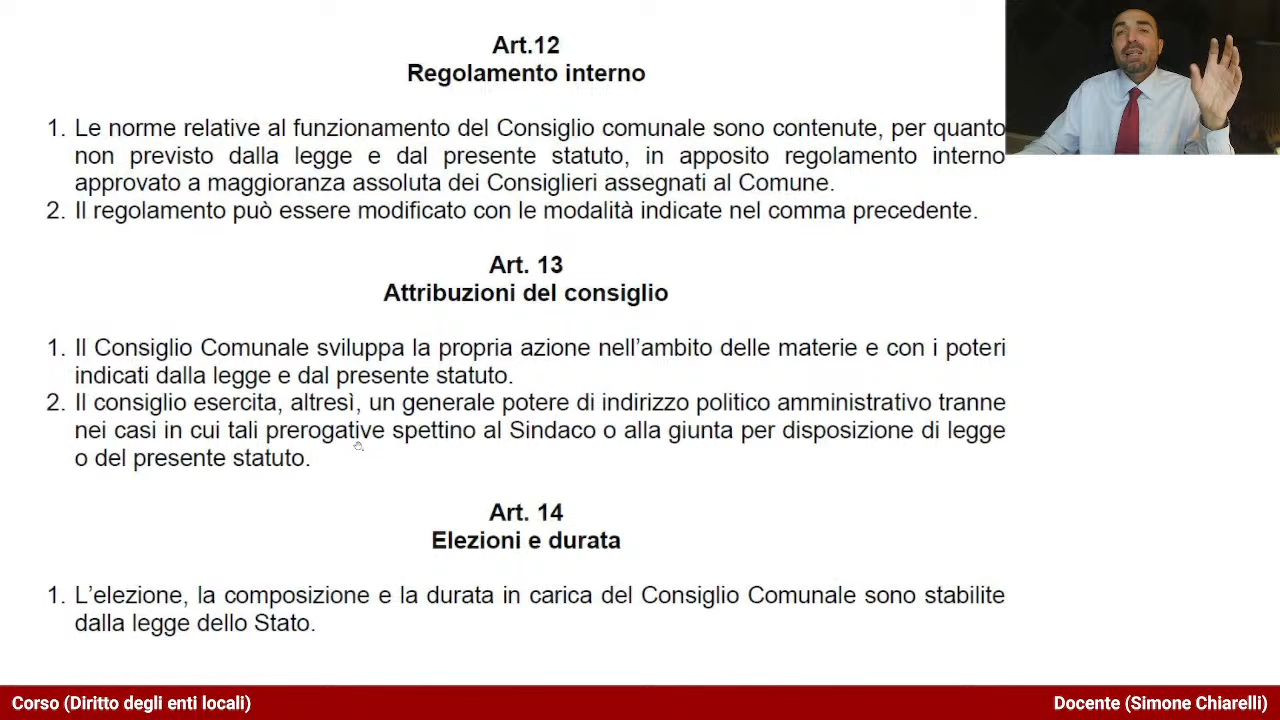 Art.12
Regolamento interno
1. Le norme relative al funzionamento del Consiglio comunale sono contenute, per quanto
non previsto dalla legge e dal presente statuto, in apposito regolamento interno
approvato a maggioranza assoluta dei Consiglieri assegnati al Comune.
2. Il regolamento può essere modificato con le modalità indicate nel comma precedente.
Art. 13
Attribuzioni del consiglio
1. Il Consiglio Comunale sviluppa la propria azione nell’ambito delle materie e con i poteri
indicati dalla legge e dal presente statuto.
2. Il consiglio esercita, altresì, un generale potere di indirizzo politico amministrativo tranne
nei casi in cui tali prerogative spettino al Sindaco o alla giunta per disposizione di legge
o del presente statuto.
Art. 14
Elezioni e durata
1. L’elezione, la composizione e la durata in carica del Consiglio Comunale sono stabilite
dalla legge dello Stato.
Corso (Diritto degli enti locali)
Docente (Simone Chiarelli)